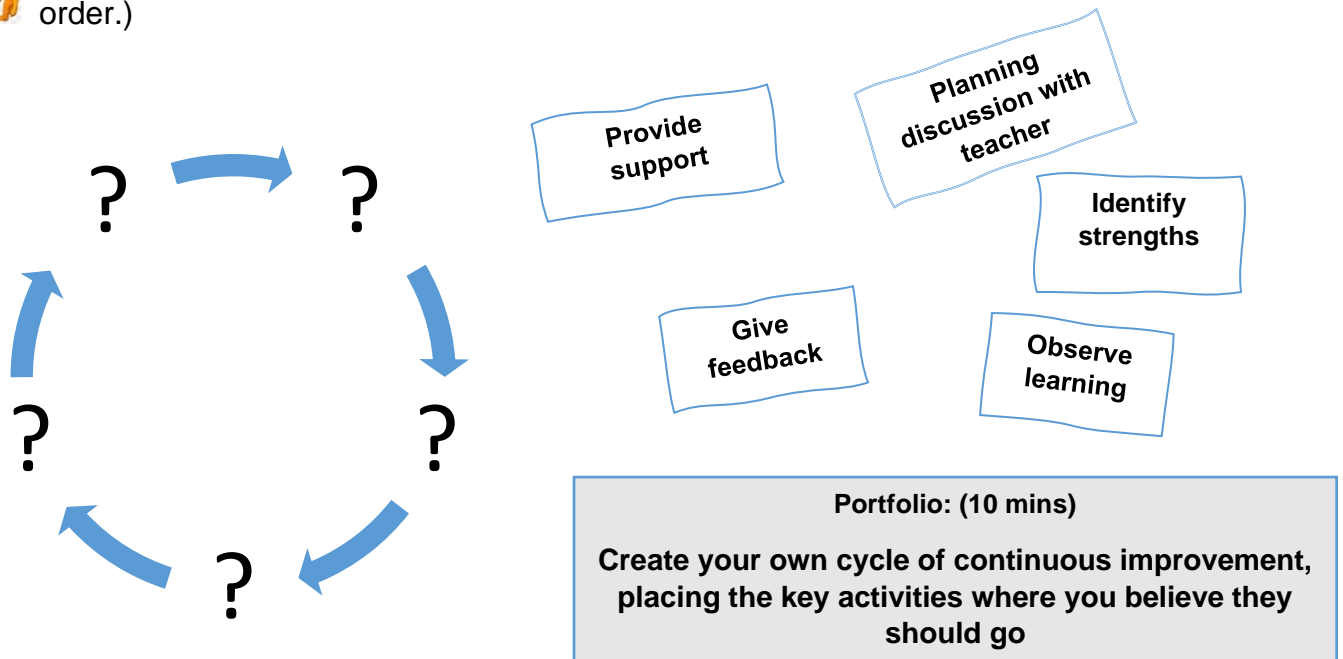 order.)
Provide
support
Planning
discussion with
teacher
Identify
strengths
Give
feedback
Observe
learning
?
?
?
?
?
Portfolio: (10 mins)
Create your own cycle of continuous improvement,
placing the key activities where you believe they
should go